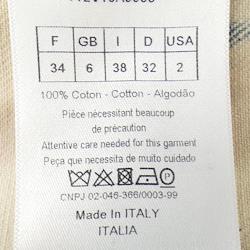 F GB I D USA
34 6 38 32 2
100% Coton - Cotton - Algodão
Pièce nécessitant beaucoup
de précaution
Attentive care needed for this garment
Peça que necessita de muito cuidado
CNPJ 02-046-366/0003-99
Made In ITALY
ITALIA